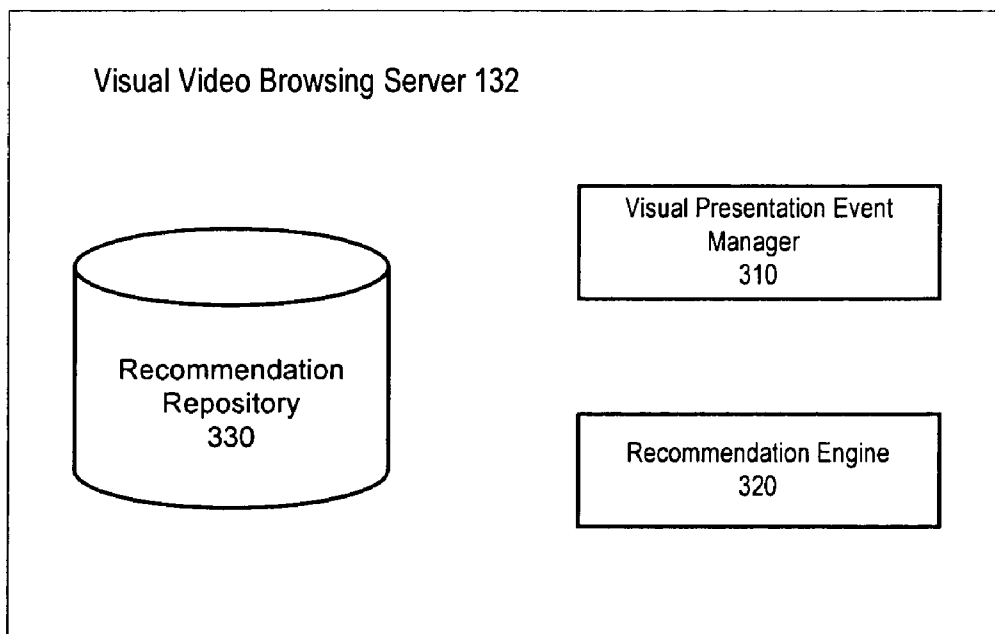 Visual Video Browsing Server 132
Visual Presentation Event
Manager
310
Recommendation
Repository
330
Recommendation Engine
320